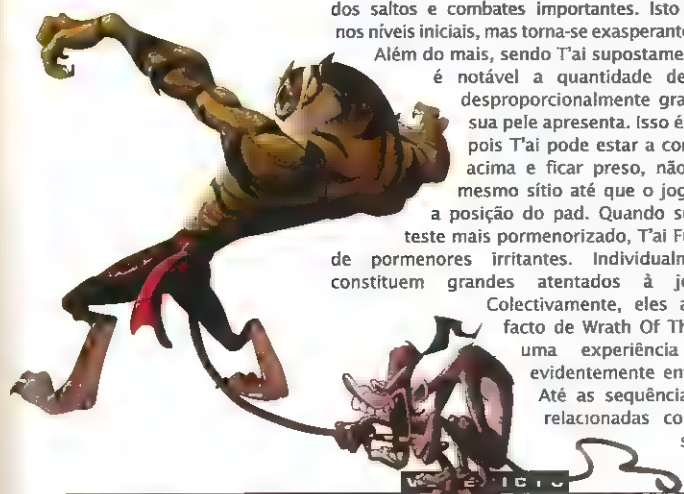 dos saltos e combates importantes. Isto
nos níveis iniciais, mas torna-se exasperante
Além do mais, sendo T'ai supostame
é notável a quantidade de
desproporcionalmente gra
sua pele apresenta. Isso é
pois T'ai pode estar a co
acima e ficar preso, não
mesmo sítio até que o jog
a posição do pad. Quando s
teste mais pormenorizado, T'ai F
de pormenores irritantes. Individualm
constituem grandes atentados à j
Colectivamente, eles a
facto de Wrath Of Th
uma experiência
evidentemente en
Até as sequência
relacionadas co
s